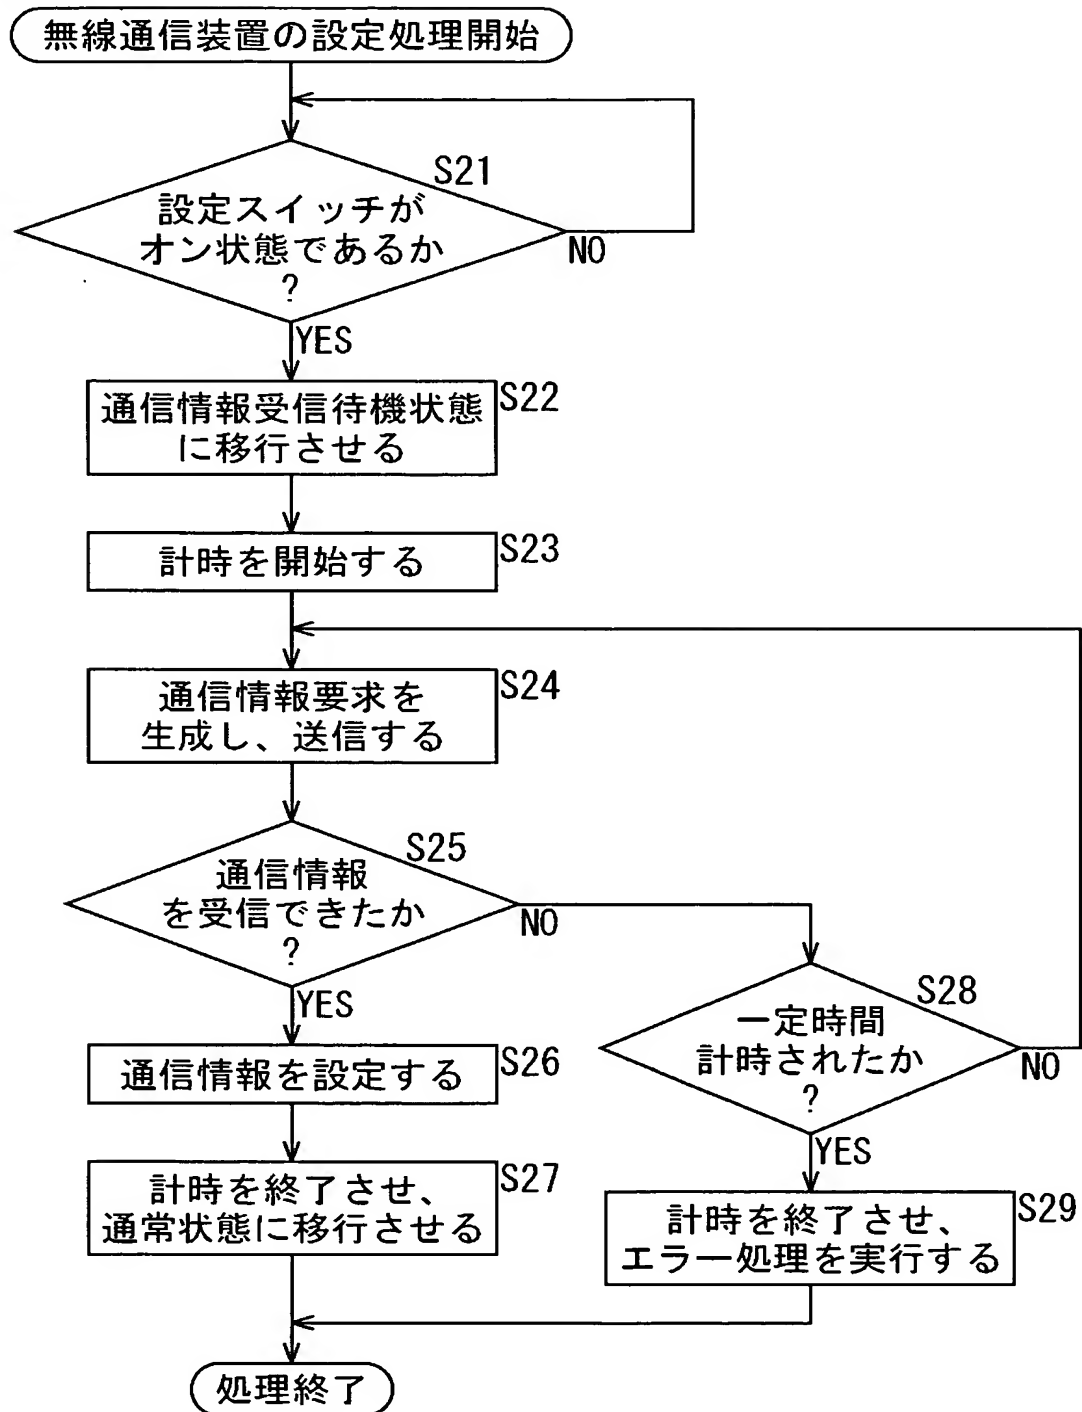 無線通信装置の設定処理開始
S21
設定スイッチが
オン状態であるか
?
NO
YES
S22
通信情報受信待機状態
に移行させる
S23
計時を開始する
S24
通信情報要求を
生成し、送信する
S25
通信情報
を受信できたか
?
NO
YES
S28
一定時間
計時されたか
?
NO
YES
S26
通信情報を設定する
S27
計時を終了させ、
通常状態に移行させる
S29
計時を終了させ、
エラー処理を実行する
処理終了